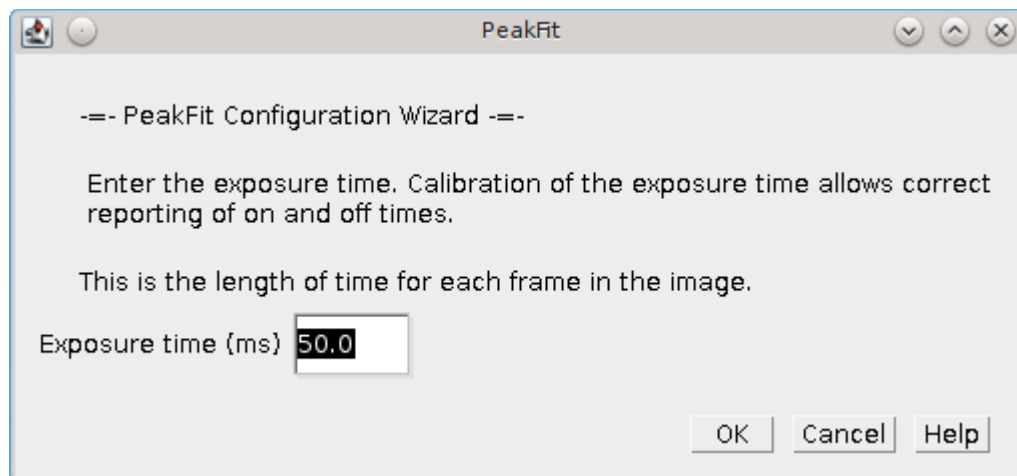 PeakFit
-=- PeakFit Configuration Wizard -=-
Enter the exposure time. Calibration of the exposure time allows correct
reporting of on and off times.
This is the length of time for each frame in the image.
Exposure time (ms) 50.0
OK Cancel Help